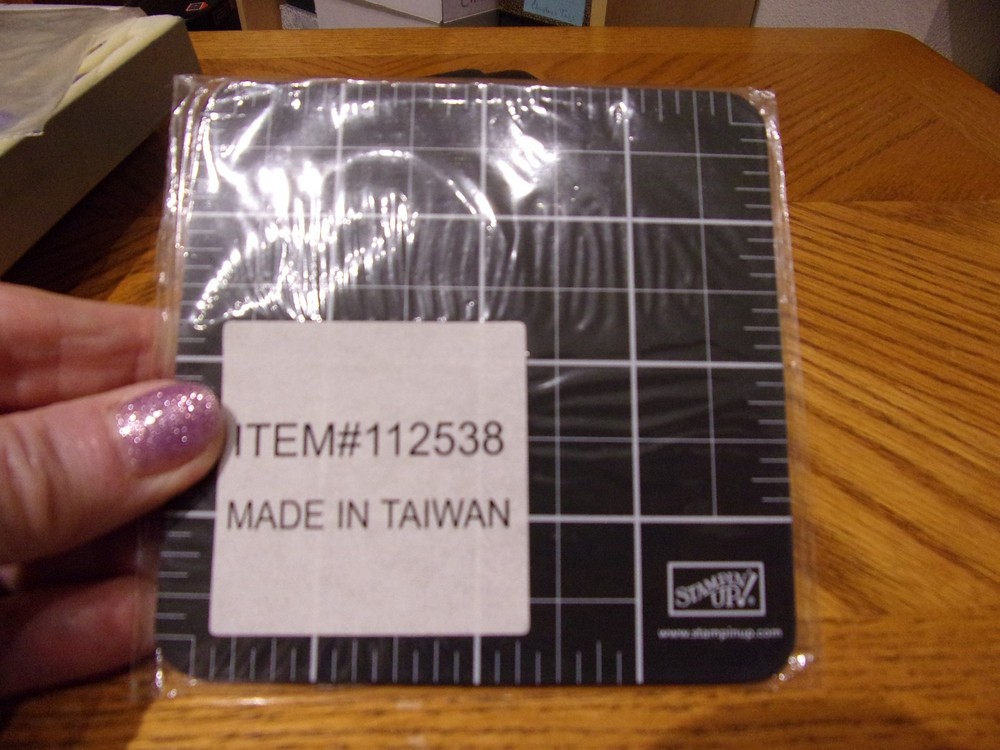 ITEM#112538
MADE IN TAIWAN
STAMPIN'
UP!®
www.stampinup.com